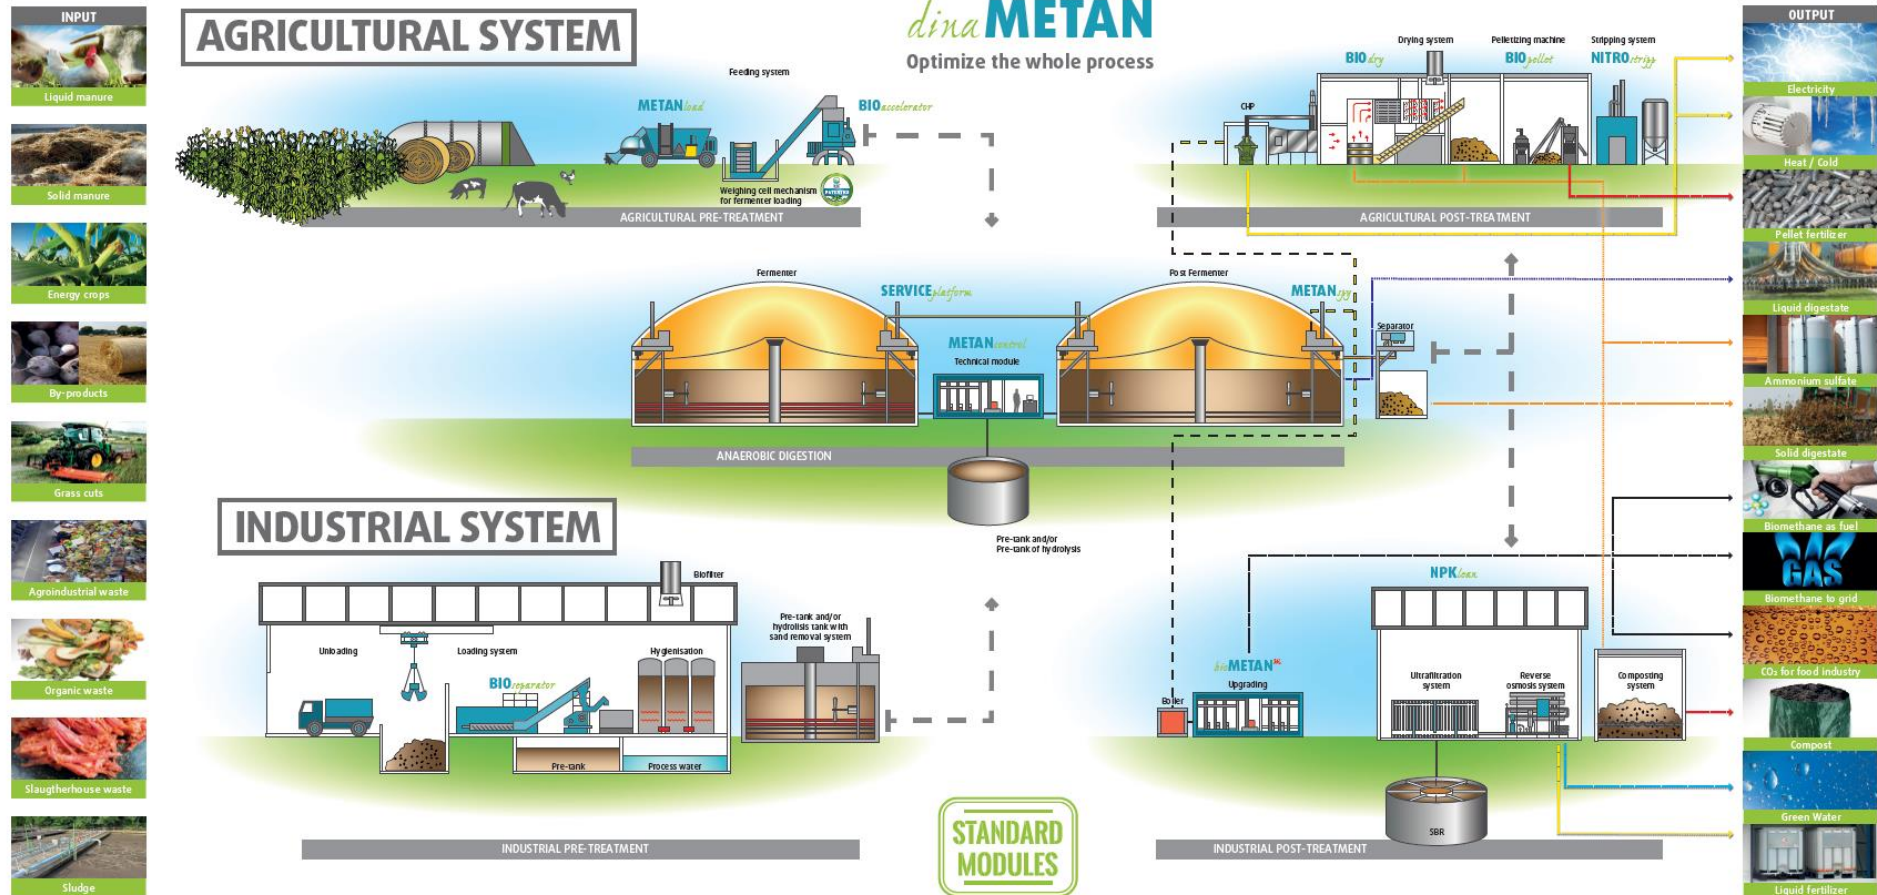 INPUT
Liquid manure
Solid manure
Energy crops
By-products
Grass cuts
Agroindustrial waste
Organic waste
Slaugtherhouse waste
Sludge
AGRICULTURAL SYSTEM
dinaMETAN
Optimize the whole process
Feeding system
METANload
BIOaccelerator
Weighing cell mechanism
for fermenter loading
PATENTED
AGRICULTURAL PRE-TREATMENT
Drying system
Pelletizing machine
Stripping system
BIOdry
BIOpellet
NITROstripp
CHP
AGRICULTURAL POST-TREATMENT
Fermenter
Post Fermenter
SERVICEplatform
METANspy
METANcontrol
Technical module
Separator
ANAEROBIC DIGESTION
Pre-tank and/or
Pre-tank of hydrolysis
INDUSTRIAL SYSTEM
Biofilter
Unloading
Loading system
Hygienisation
BIOseparator
Pre-tank
Process water
Pre-tank and/or
hydrolisis tank with
sand removal system
INDUSTRIAL PRE-TREATMENT
STANDARD
MODULES
bioMETAN
Upgrading
Boiler
NPKclean
Ultrafiltration
system
Reverse
osmosis system
Composting
system
SBR
INDUSTRIAL POST-TREATMENT
OUTPUT
Electricity
Heat / Cold
Pellet fertilizer
Liquid digestate
Ammonium sulfate
Solid digestate
Biomethane as fuel
GAS
Biomethane to grid
CO₂ for food industry
Compost
Green Water
Liquid fertilizer